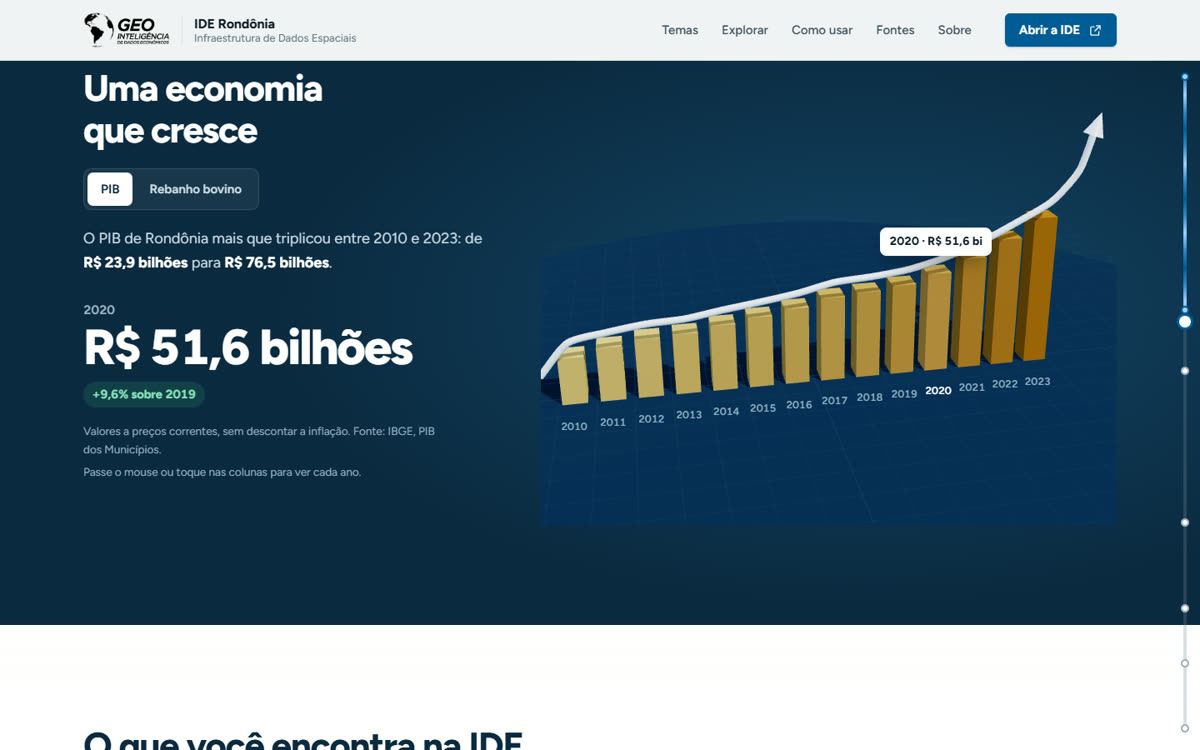 GEO
INTELIGÊNCIA
DE DADOS ECONÔMICOS
IDE Rondônia
Infraestrutura de Dados Espaciais
Temas
Explorar
Como usar
Fontes
Sobre
Abrir a IDE
Uma economia
que cresce
PIB
Rebanho bovino
O PIB de Rondônia mais que triplicou entre 2010 e 2023: de
R$ 23,9 bilhões para R$ 76,5 bilhões.
2020
R$ 51,6 bilhões
+9,6% sobre 2019
Valores a preços correntes, sem descontar a inflação. Fonte: IBGE, PIB
dos Municípios.
Passe o mouse ou toque nas colunas para ver cada ano.
2020 · R$ 51,6 bi
2010
2011
2012
2013
2014
2015
2016
2017
2018
2019
2020
2021
2022
2023
O que você encontra na IDE